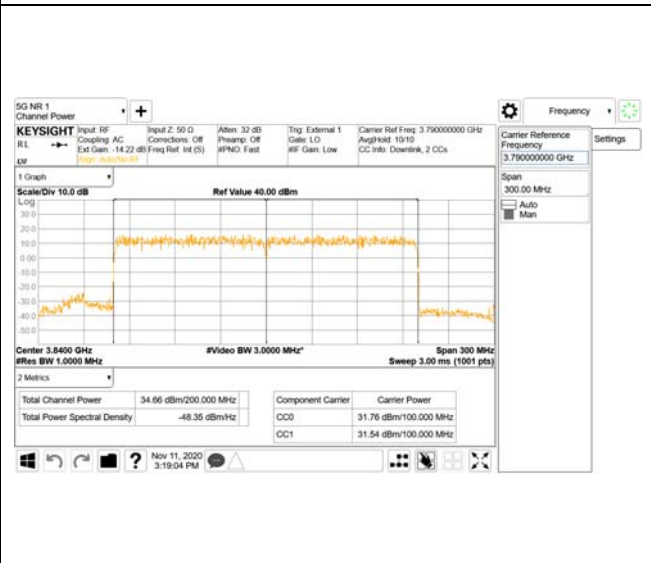 5G NR 1
Channel Power
Frequency
KEYSIGHT
RL
Input: RF
Coupling: AC
Ext Gain: -14.22 dB
Align: Auto/No RF
Input Z: 50 Ω
Corrections: Off
Freq Ref: Int (S)
Atten: 32 dB
Preamp: Off
#PNO: Fast
Trig: External 1
Gate: LO
#IF Gain: Low
Carrier Ref Freq: 3.790000000 GHz
Avg|Hold: 10/10
CC Info: Downlink, 2 CCs
Carrier Reference
Frequency
3.790000000 GHz
Settings
Span
300.00 MHz
Auto
Man
1 Graph
Scale/Div 10.0 dB
Ref Value 40.00 dBm
Log
30.0
20.0
10.0
0.00
-10.0
-20.0
-30.0
-40.0
-50.0
Center 3.8400 GHz
#Video BW 3.0000 MHz*
Span 300 MHz
#Res BW 1.0000 MHz
Sweep 3.00 ms (1001 pts)
2 Metrics
Total Channel Power 34.66 dBm/200.000 MHz
Total Power Spectral Density -48.35 dBm/Hz
Component Carrier Carrier Power
CC0 31.76 dBm/100.000 MHz
CC1 31.54 dBm/100.000 MHz
?
Nov 11, 2020
3:19:04 PM